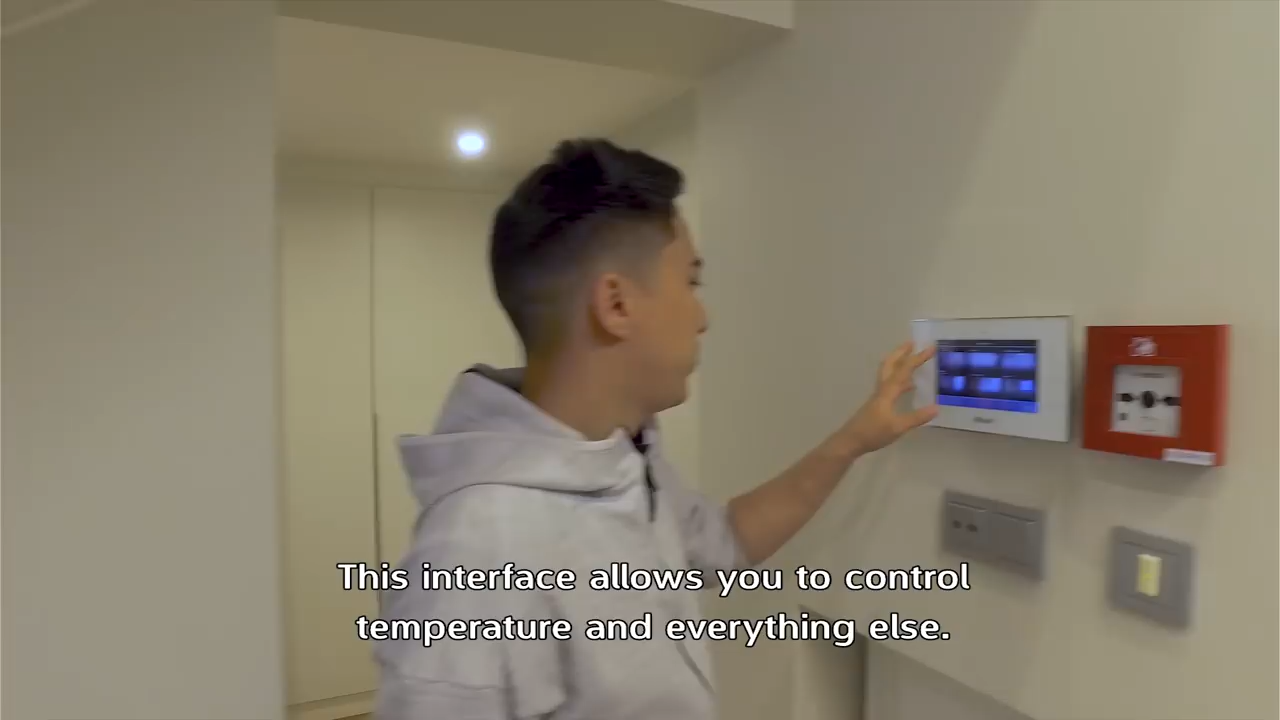 This interface allows you to control
temperature and everything else.